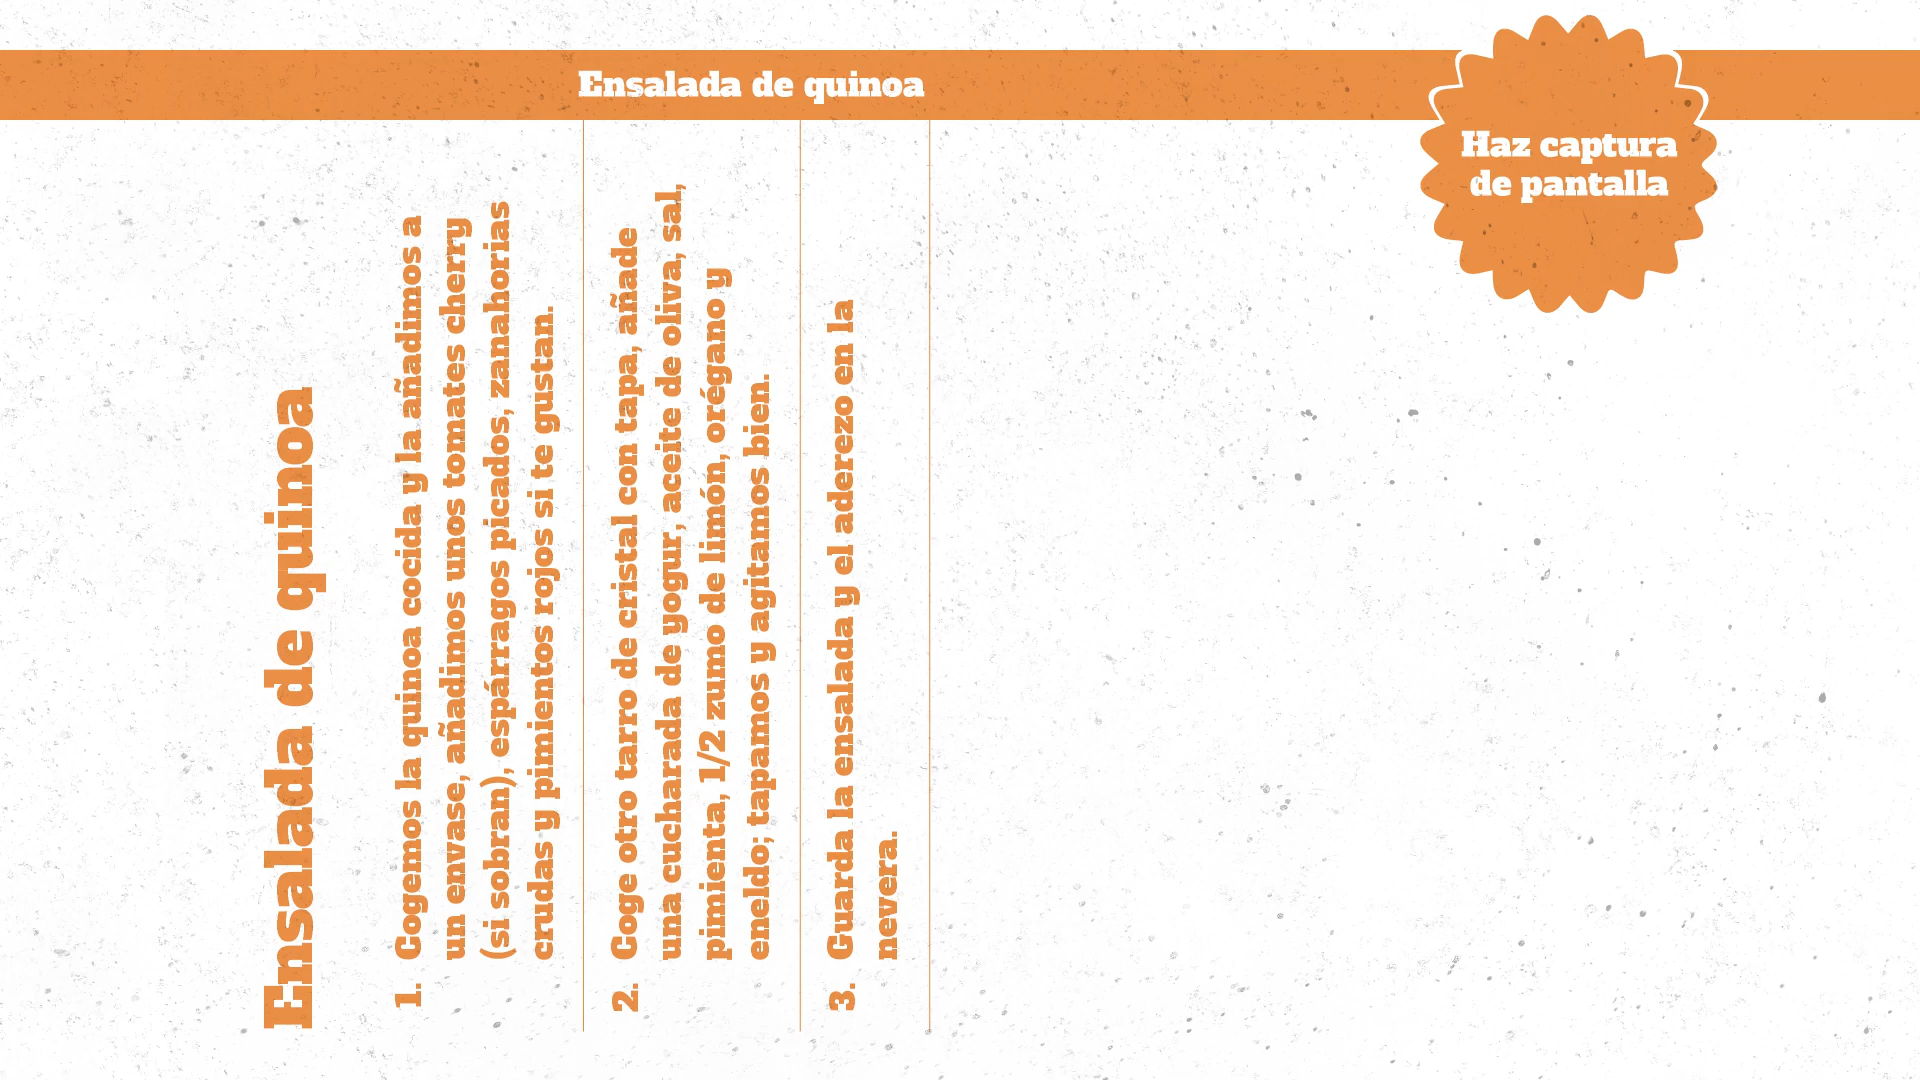 Ensalada de quinoa
Haz captura
de pantalla
Ensalada de quinoa
1. Cogemos la quinoa cocida y la añadimos a
un envase, añadimos unos tomates cherry
(si sobran), espárragos picados, zanahorias
crudas y pimientos rojos si te gustan.
2. Coge otro tarro de cristal con tapa, añade
una cucharada de yogur, aceite de oliva, sal,
pimienta, 1/2 zumo de limón, orégano y
eneldo; tapamos y agitamos bien.
3. Guarda la ensalada y el aderezo en la
nevera.